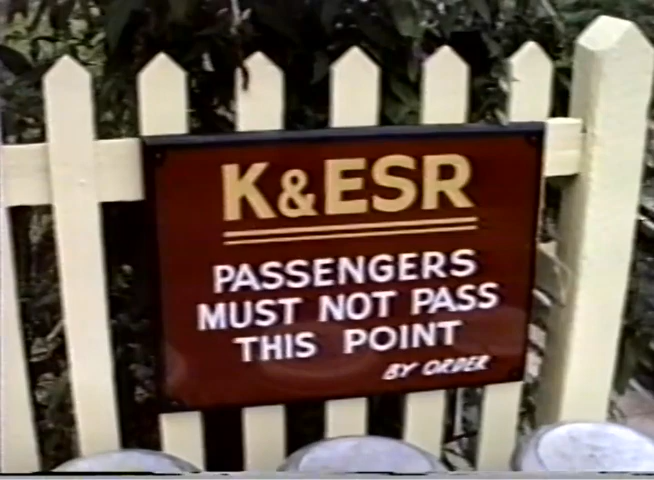 K&ESR
PASSENGERS
MUST NOT PASS
THIS POINT
BY ORDER